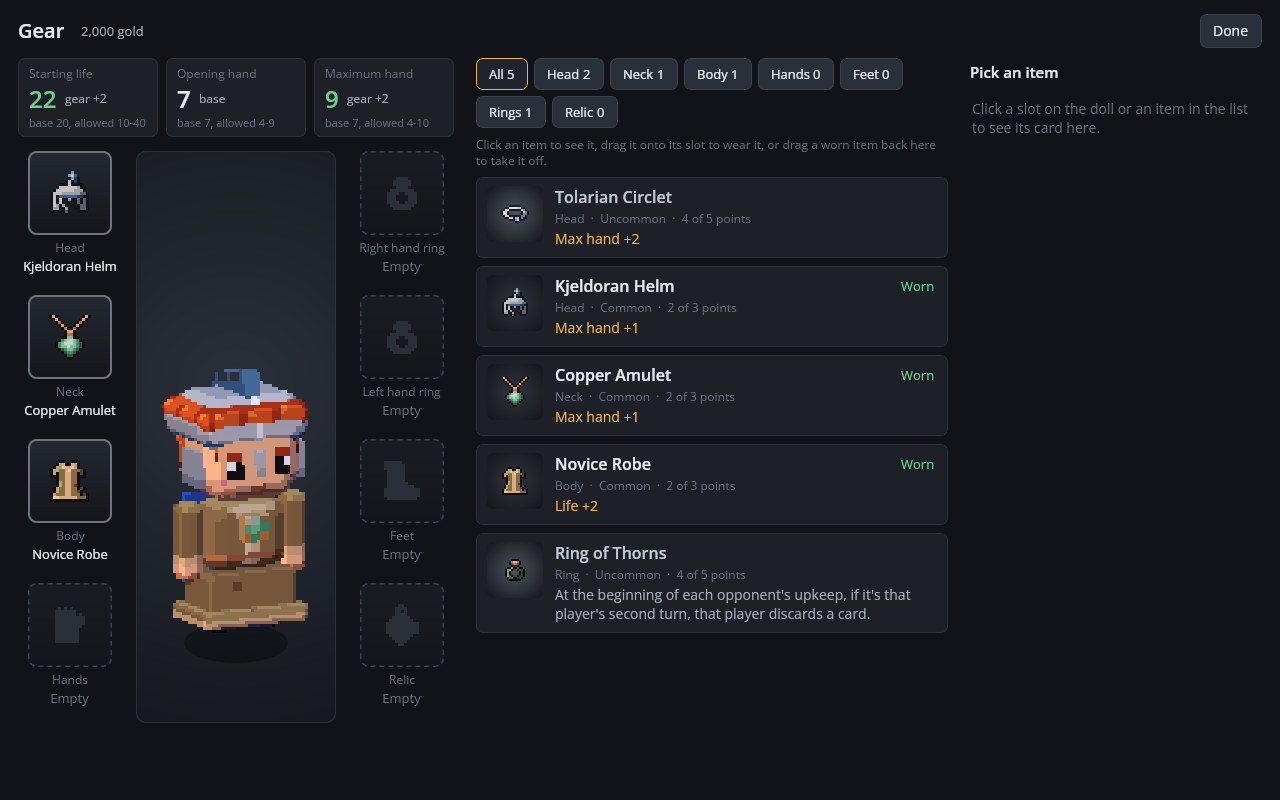 Gear 2,000 gold
Done
Starting life
22 gear +2
base 20, allowed 10-40
Opening hand
7 base
base 7, allowed 4-9
Maximum hand
9 gear +2
base 7, allowed 4-10
Head
Kjeldoran Helm
Neck
Copper Amulet
Body
Novice Robe
Hands
Empty
Right hand ring
Empty
Left hand ring
Empty
Feet
Empty
Relic
Empty
All 5
Head 2
Neck 1
Body 1
Hands 0
Feet 0
Rings 1
Relic 0
Click an item to see it, drag it onto its slot to wear it, or drag a worn item back here
to take it off.
Tolarian Circlet
Head · Uncommon · 4 of 5 points
Max hand +2
Kjeldoran Helm
Worn
Head · Common · 2 of 3 points
Max hand +1
Copper Amulet
Worn
Neck · Common · 2 of 3 points
Max hand +1
Novice Robe
Worn
Body · Common · 2 of 3 points
Life +2
Ring of Thorns
Ring · Uncommon · 4 of 5 points
At the beginning of each opponent's upkeep, if it's that
player's second turn, that player discards a card.
Pick an item
Click a slot on the doll or an item in the list
to see its card here.